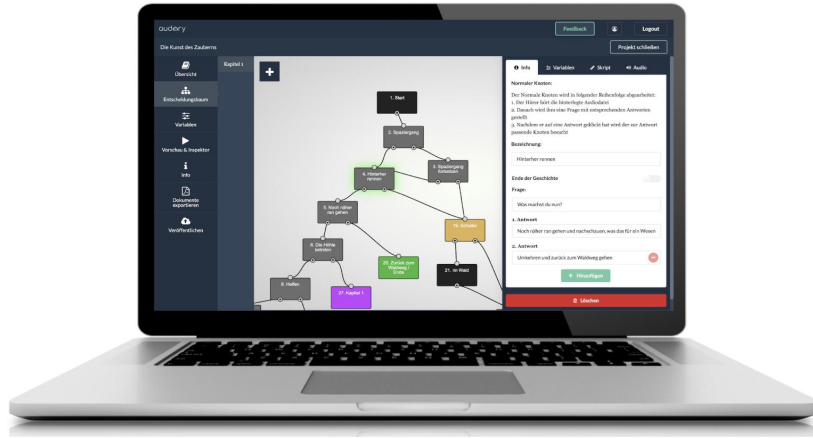 audory
Feedback
Logout
Die Kunst des Zauberns
Projekt schließen
Übersicht
Entscheidungsbaum
Variablen
Vorschau & Inspektor
Info
Dokumente
exportieren
Veröffentlichen
Kapitel 1
1. Start
2. Spaziergang
3. Spaziergang
fortsetzen
4. Hinterher
rennen
5. Noch näher
ran gehen
19. Schalter
6. Die Höhle
betreten
20. Zurück zum
Waldweg /
Ende
21. Im Wald
8. Helfen
27. Kapitel 1
Info
Variablen
Skript
Audio
Normaler Knoten:
Der Normale Knoten wird in folgender Reihenfolge abgearbeitet:
1. Der Hörer hört die hinterlegte Audiodatei
2. Danach wird ihm eine Frage mit entsprechenden Antworten
gestellt
3. Nachdem er auf eine Antwort geklickt hat wird der zur Antwort
passende Knoten besucht
Bezeichnung:
Hinterher rennen
Ende der Geschichte
Frage:
Was machst du nun?
1. Antwort
Noch näher ran gehen und nachschauen, was das für ein Wesen
2. Antwort
Umkehren und zurück zum Waldweg gehen
+ Hinzufügen
Löschen